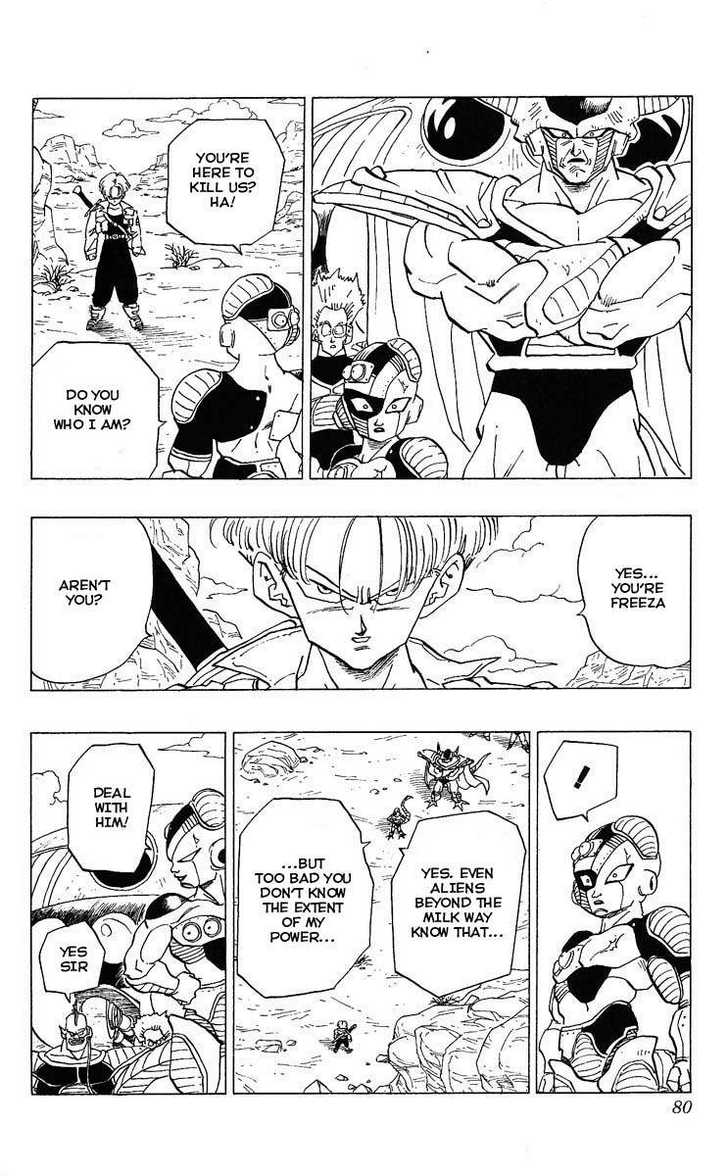 YOU'RE
HERE TO
KILL US?
HA!
DO YOU
KNOW
WHO I AM?
YES...
YOU'RE
FREEZA
AREN'T
YOU?
!
YES. EVEN
ALIENS
BEYOND THE
MILK WAY
KNOW THAT...
...BUT
TOO BAD YOU
DON'T KNOW
THE EXTENT
OF MY
POWER...
DEAL
WITH
HIM!
YES
SIR
80